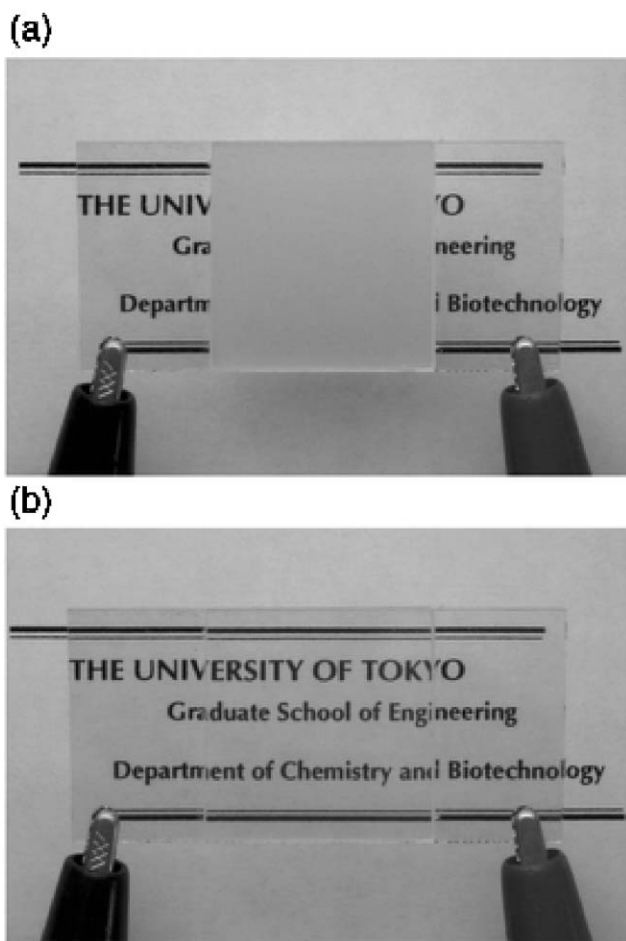 (a)
THE UNIV YO
Gra neering
Departm i Biotechnology
(b)
THE UNIVERSITY OF TOKYO
Graduate School of Engineering
Department of Chemistry and Biotechnology